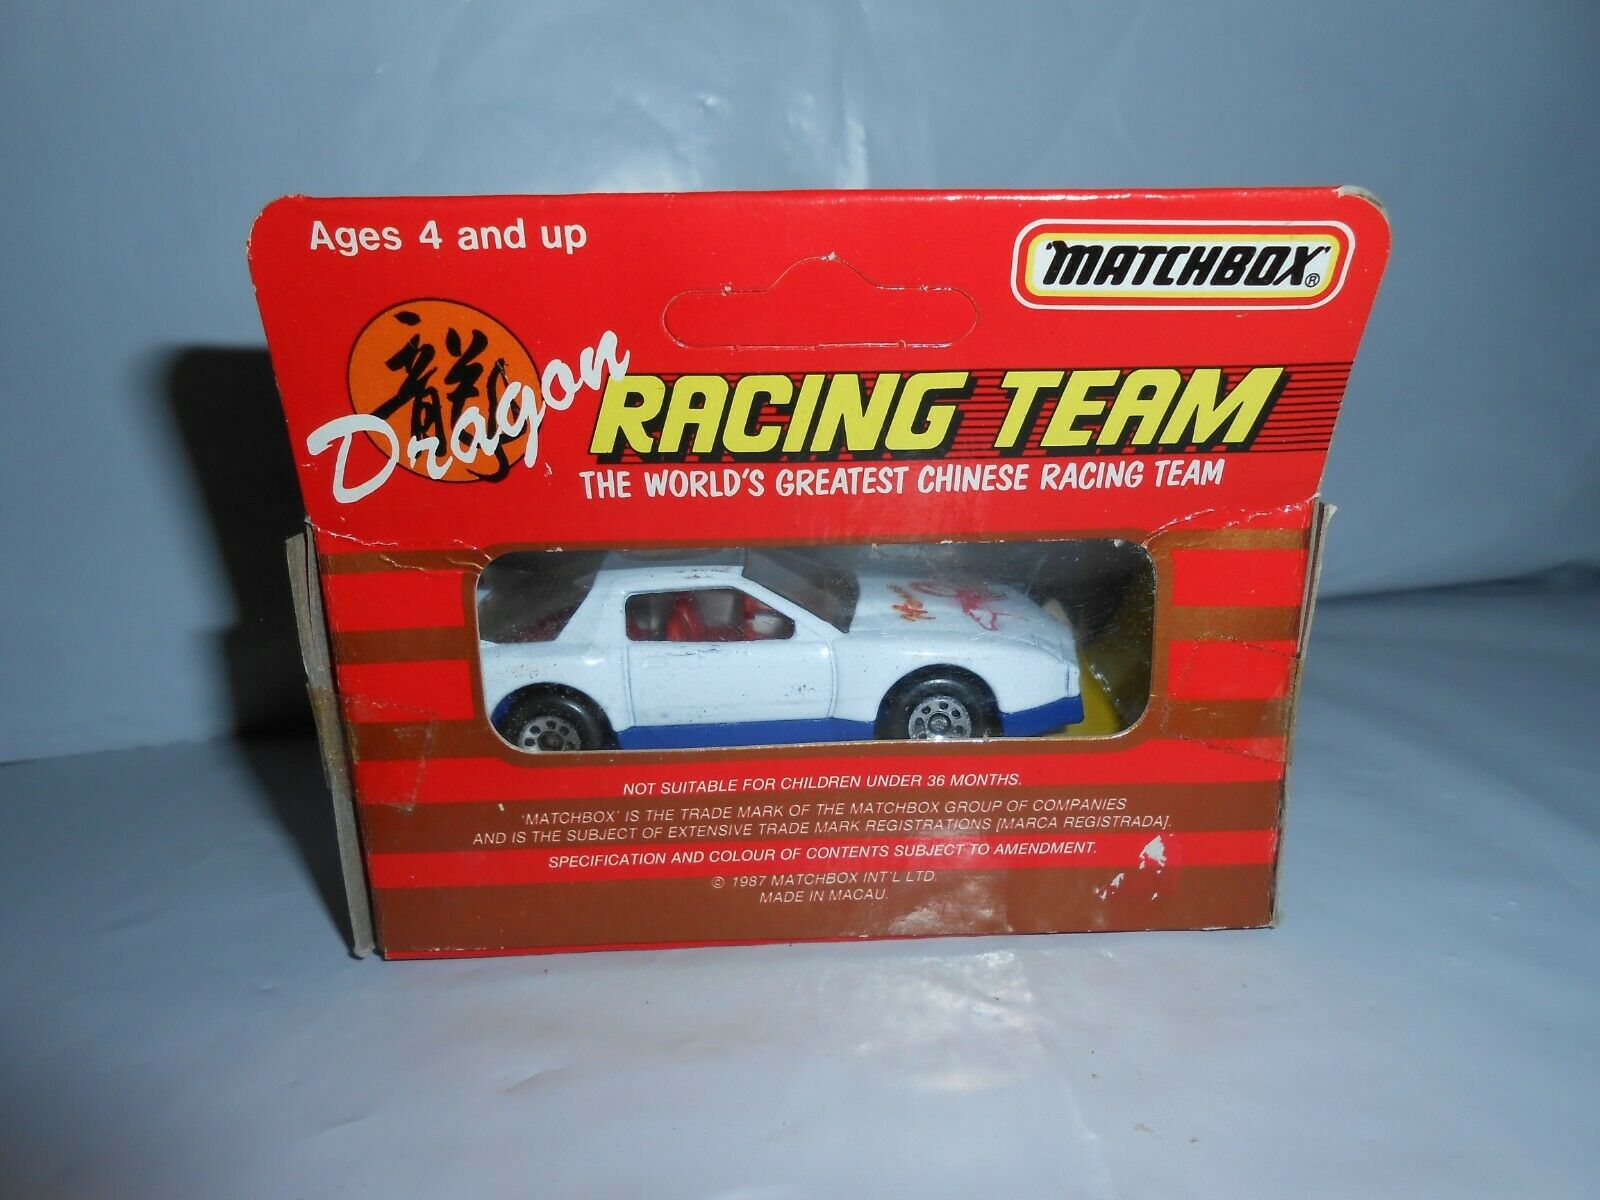 Ages 4 and up
'MATCHBOX'®
龍
Dragon
RACING TEAM
THE WORLD'S GREATEST CHINESE RACING TEAM
NOT SUITABLE FOR CHILDREN UNDER 36 MONTHS.
'MATCHBOX' IS THE TRADE MARK OF THE MATCHBOX GROUP OF COMPANIES
AND IS THE SUBJECT OF EXTENSIVE TRADE MARK REGISTRATIONS [MARCA REGISTRADA].
SPECIFICATION AND COLOUR OF CONTENTS SUBJECT TO AMENDMENT.
© 1987 MATCHBOX INT'L LTD.
MADE IN MACAU.